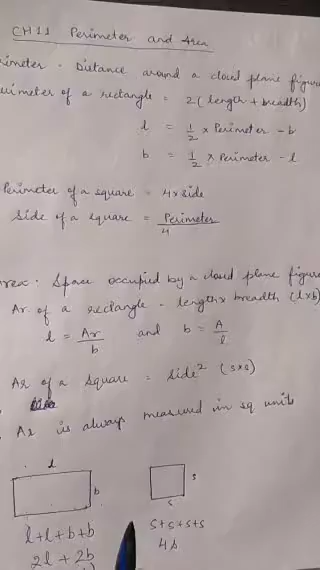 CH 11 Perimeter and Area
rimeter - Distance around a closed plane figure
erimeter of a rectangle = 2(length + breadth)
l = 1/2 x Perimeter - b
b = 1/2 x Perimeter - l
Perimeter of a square = 4 x side
Side of a square = Perimeter/4
rea: Space occupied by a closed plane figure
Ar of a rectangle - length x breadth (l x b)
l = Ar/b and b = A/l
Ar of a square = side² (s x s)
Ar is always measured in sq units
l
b
s
s
l + l + b + b
2l + 2b
s + s + s + s
4s